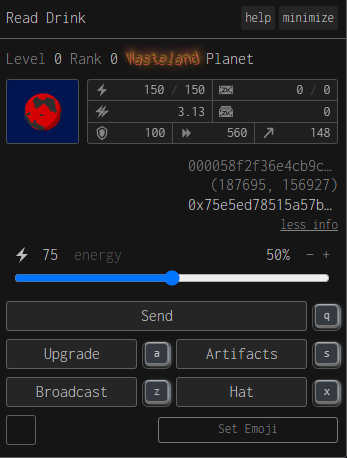 Read Drink help minimize
Level 0 Rank 0 Wasteland Planet
150 / 150 0 / 0
3.13 0
100 560 148
000058f2f36e4cb9c…
(187695, 156927)
0x75e5ed78515a57b…
less info
75 energy 50% − +
Send q
Upgrade a Artifacts s
Broadcast z Hat x
Set Emoji